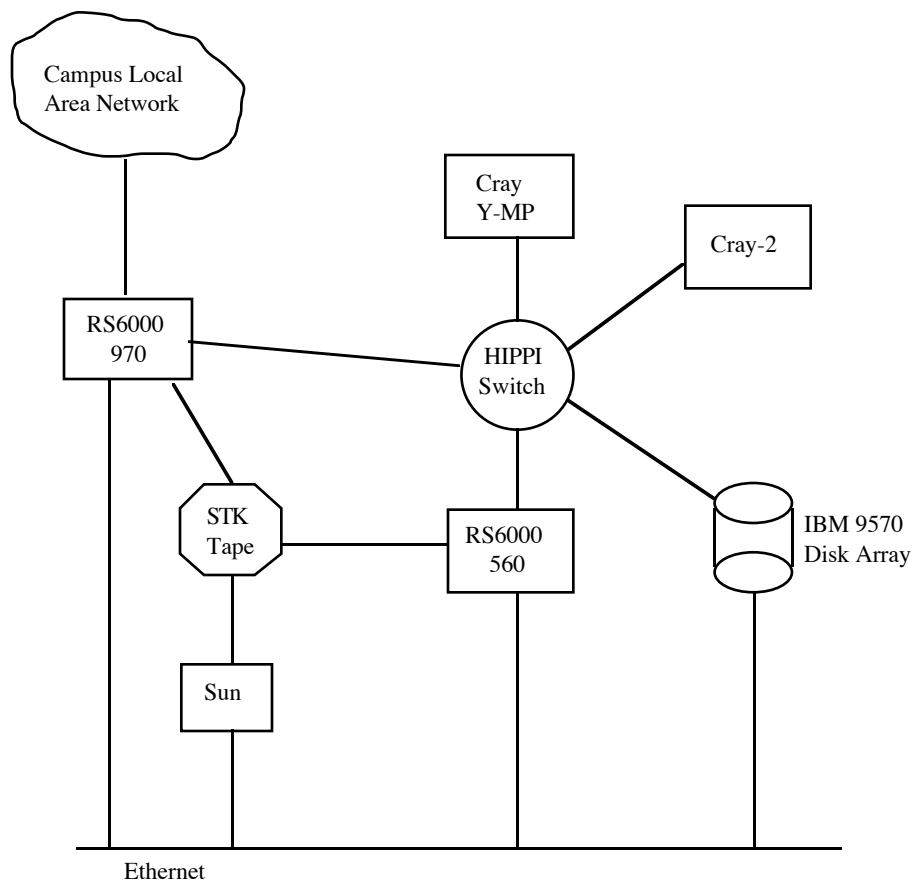 Campus Local
Area Network
Cray
Y-MP
Cray-2
RS6000
970
HIPPI
Switch
STK
Tape
RS6000
560
IBM 9570
Disk Array
Sun
Ethernet